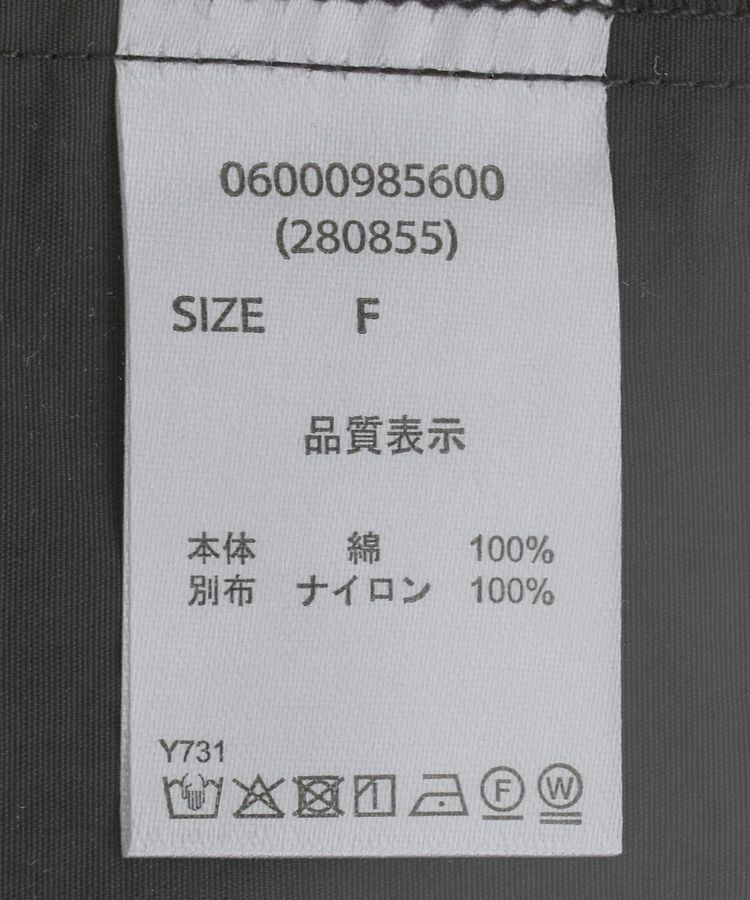 06000985600
(280855)
SIZE F
品質表示
本体 綿 100%
別布 ナイロン 100%
Y731
F W